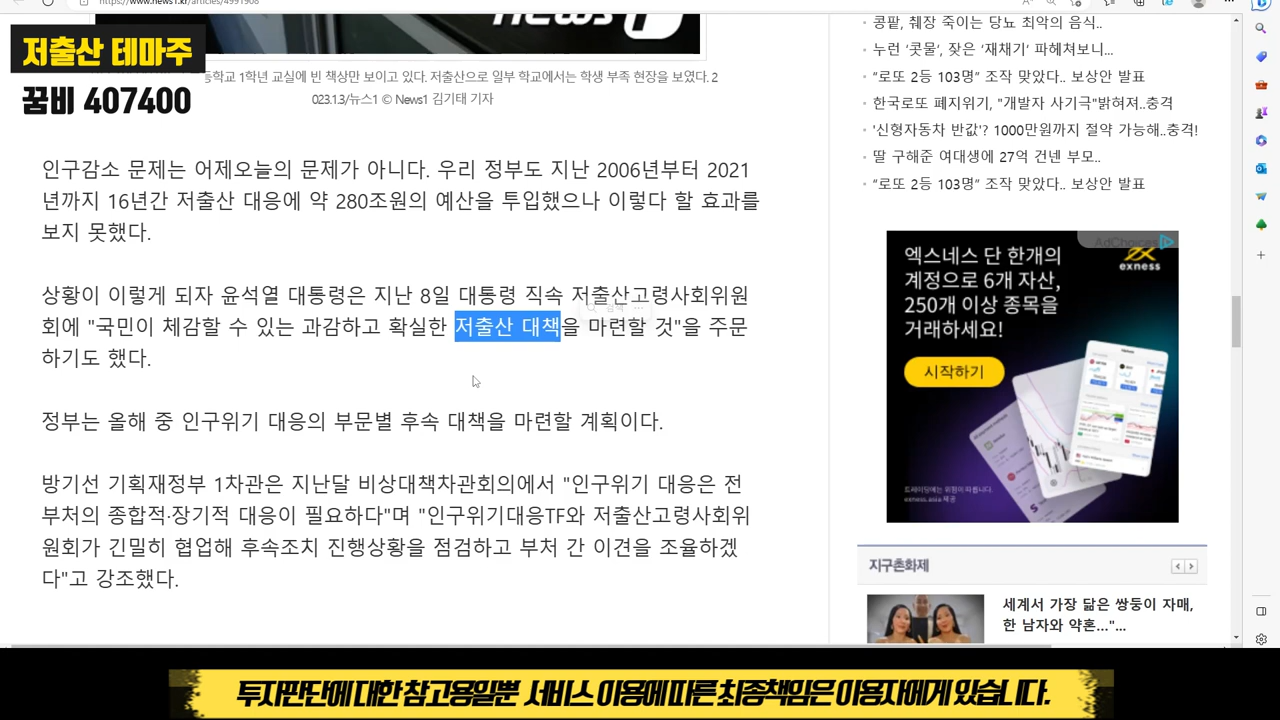 https://www.news1.kr/articles/4991908
news1
저출산 테마주
꿈비 407400
등학교 1학년 교실에 빈 책상만 보이고 있다. 저출산으로 일부 학교에서는 학생 부족 현장을 보였다. 2
023.1.3/뉴스1 © News1 김기태 기자
인구감소 문제는 어제오늘의 문제가 아니다. 우리 정부도 지난 2006년부터 2021
년까지 16년간 저출산 대응에 약 280조원의 예산을 투입했으나 이렇다 할 효과를
보지 못했다.
상황이 이렇게 되자 윤석열 대통령은 지난 8일 대통령 직속 저출산고령사회위원
회에 "국민이 체감할 수 있는 과감하고 확실한 저출산 대책을 마련할 것"을 주문
하기도 했다.
정부는 올해 중 인구위기 대응의 부문별 후속 대책을 마련할 계획이다.
방기선 기획재정부 1차관은 지난달 비상대책차관회의에서 "인구위기 대응은 전
부처의 종합적·장기적 대응이 필요하다"며 "인구위기대응TF와 저출산고령사회위
원회가 긴밀히 협업해 후속조치 진행상황을 점검하고 부처 간 이견을 조율하겠
다"고 강조했다.
콩팥, 췌장 죽이는 당뇨 최악의 음식..
누런 ‘콧물’, 잦은 ‘재채기’ 파헤쳐보니...
“로또 2등 103명” 조작 맞았다.. 보상안 발표
한국로또 폐지위기, "개발자 사기극"밝혀져..충격
'신형자동차 반값'? 1000만원까지 절약 가능해..충격!
딸 구해준 여대생에 27억 건넨 부모..
“로또 2등 103명” 조작 맞았다.. 보상안 발표
AdChoices
엑스네스 단 한개의
계정으로 6개 자산,
250개 이상 종목을
거래하세요!
exness
시작하기
트레이딩에는 위험이 따릅니다.
exness.asia 제공
지구촌화제
세계서 가장 닮은 쌍둥이 자매,
한 남자와 약혼..."...
투자판단에 대한 참고용일뿐 서비스 이용에 따른 최종책임은 이용자에게 있습니다.